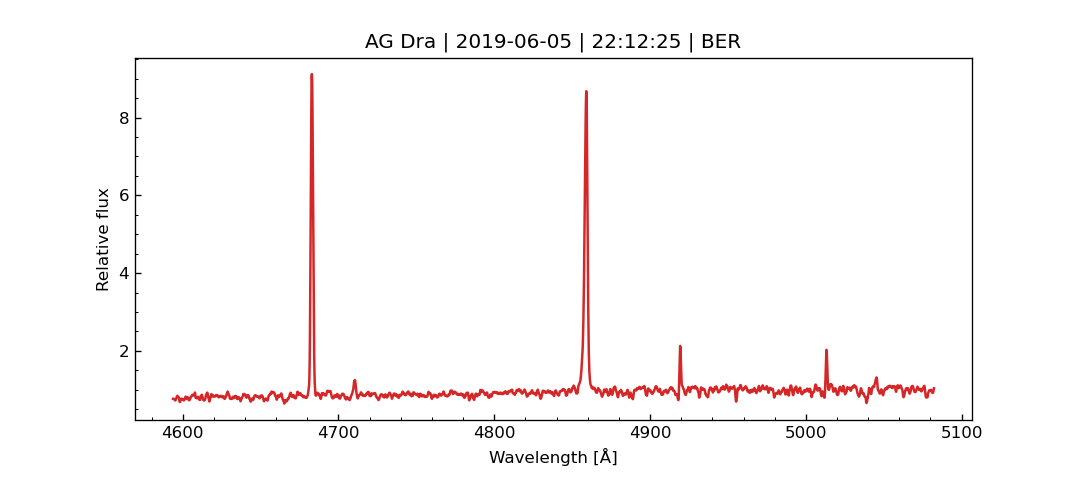 AG Dra | 2019-06-05 | 22:12:25 | BER
Relative flux
8
6
4
2
4600 4700 4800 4900 5000 5100
Wavelength [Å]